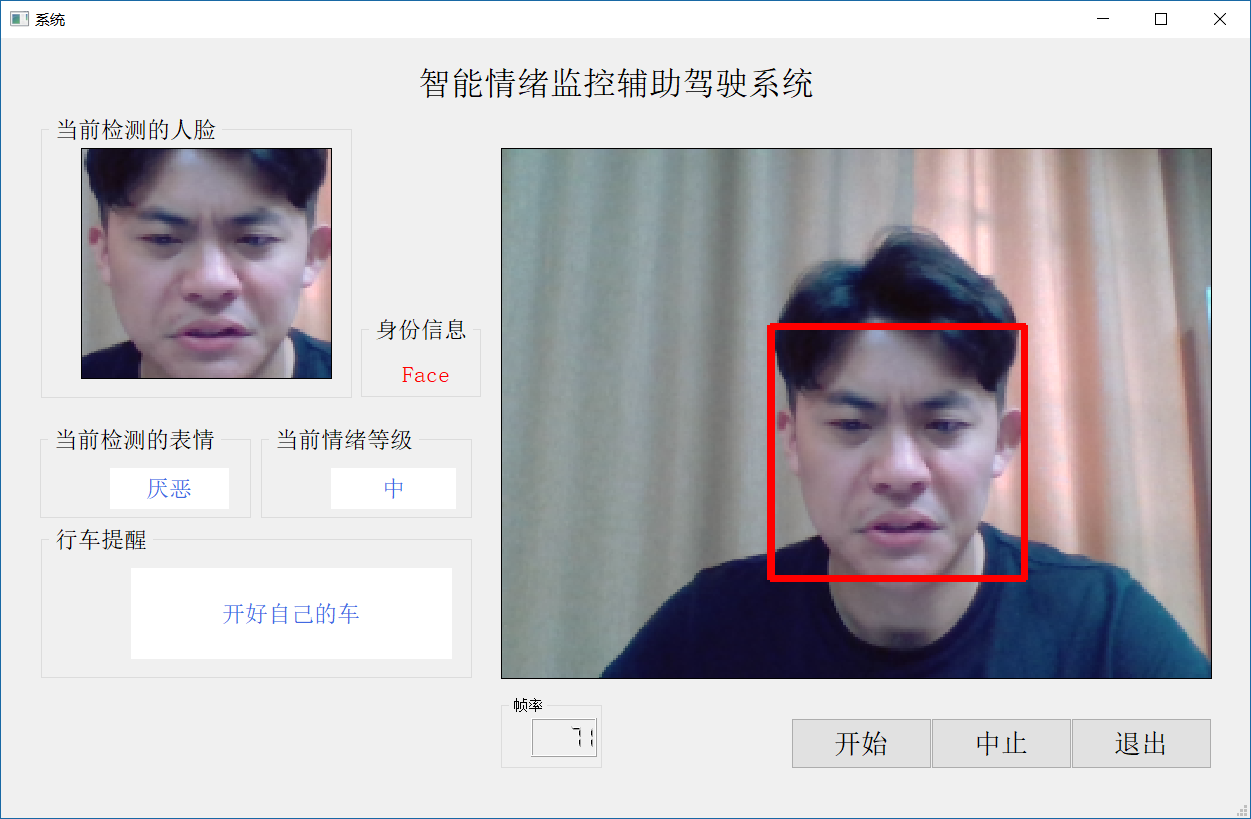 系统
智能情绪监控辅助驾驶系统
当前检测的人脸
身份信息
Face
当前检测的表情
厌恶
当前情绪等级
中
行车提醒
开好自己的车
帧率
71
开始
中止
退出